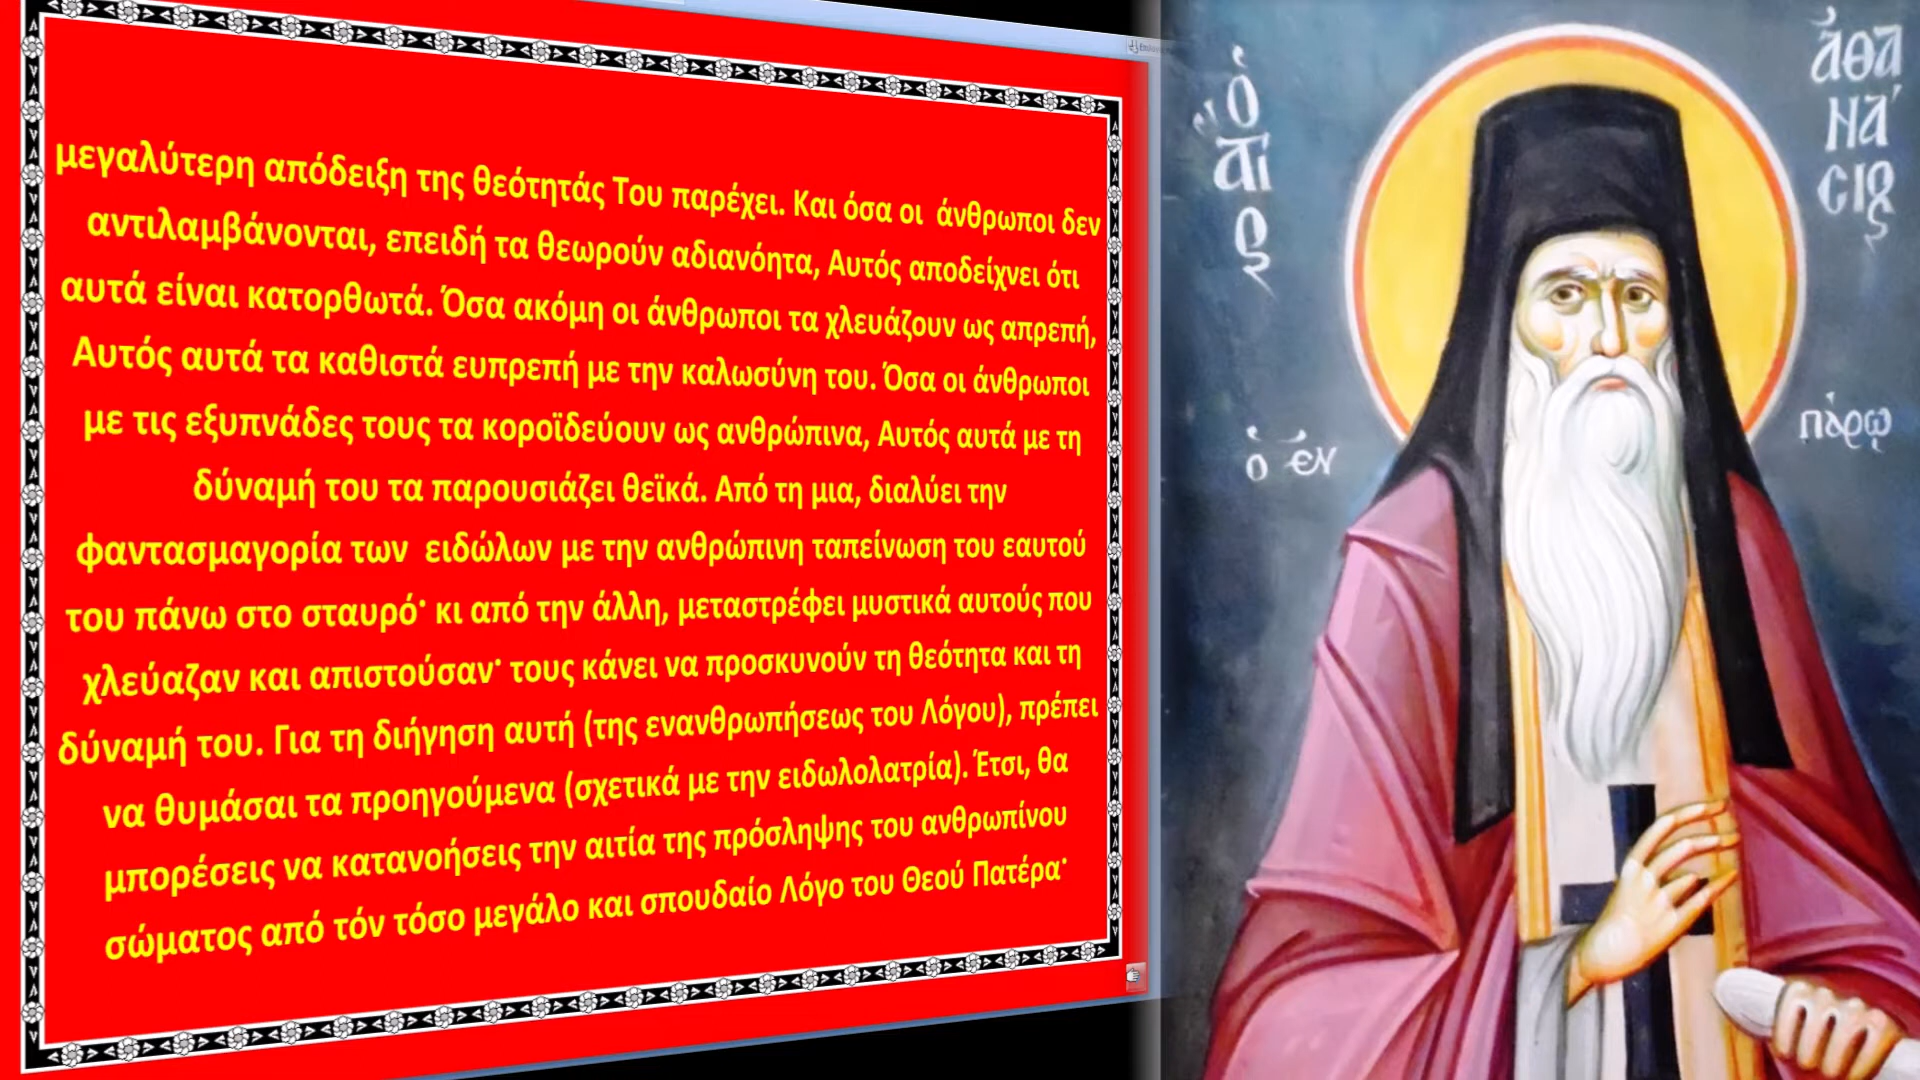 μεγαλύτερη απόδειξη της θεότητάς Του παρέχει. Και όσα οι άνθρωποι δεν
αντιλαμβάνονται, επειδή τα θεωρούν αδιανόητα, Αυτός αποδείχνει ότι
αυτά είναι κατορθωτά. Όσα ακόμη οι άνθρωποι τα χλευάζουν ως απρεπή,
Αυτός αυτά τα καθιστά ευπρεπή με την καλωσύνη του. Όσα οι άνθρωποι
με τις εξυπνάδες τους τα κοροϊδεύουν ως ανθρώπινα, Αυτός αυτά με τη
δύναμή του τα παρουσιάζει θεϊκά. Από τη μια, διαλύει την
φαντασμαγορία των ειδώλων με την ανθρώπινη ταπείνωση του εαυτού
του πάνω στο σταυρό˙ κι από την άλλη, μεταστρέφει μυστικά αυτούς που
χλεύαζαν και απιστούσαν˙ τους κάνει να προσκυνούν τη θεότητα και τη
δύναμή του. Για τη διήγηση αυτή (της ενανθρωπήσεως του Λόγου), πρέπει
να θυμάσαι τα προηγούμενα (σχετικά με την ειδωλολατρία). Έτσι, θα
μπορέσεις να κατανοήσεις την αιτία της πρόσληψης του ανθρωπίνου
σώματος από τόν τόσο μεγάλο και σπουδαίο Λόγο του Θεού Πατέρα˙
ἀθα
νά
σιȣς
ὁ ἐν
πάρῳ